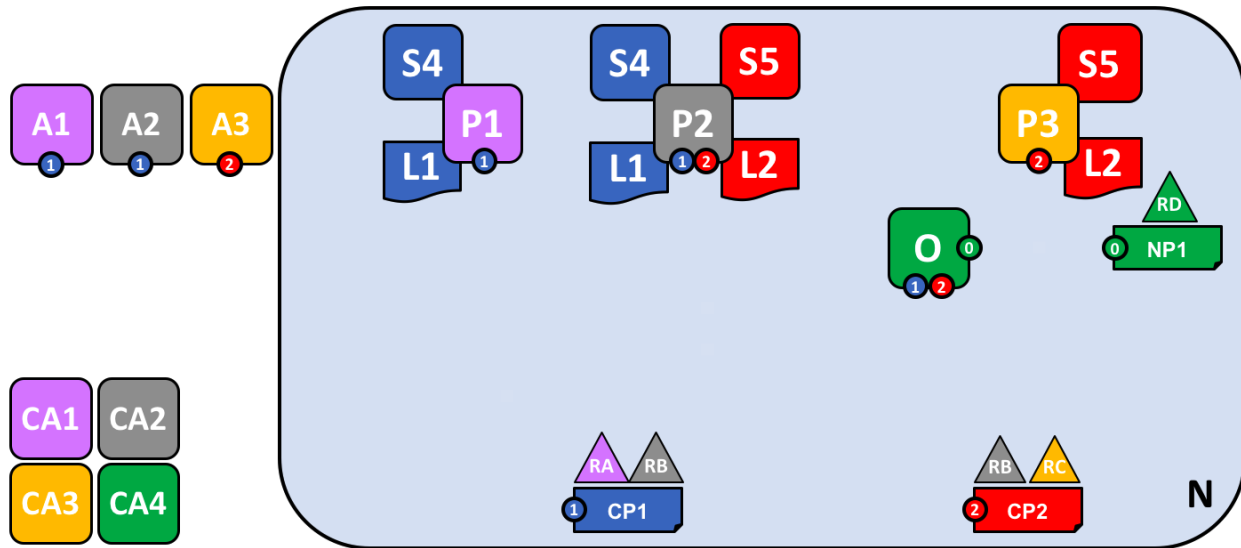 S4 S4 S5 S5
A1 A2 A3 P1 P2 P3
1 1 2 1 1 2 2
L1 L1 L2 L2
RD
O 0 0 NP1
1 2
CA1 CA2
CA3 CA4
RA RB RB RC
1 CP1 2 CP2
N